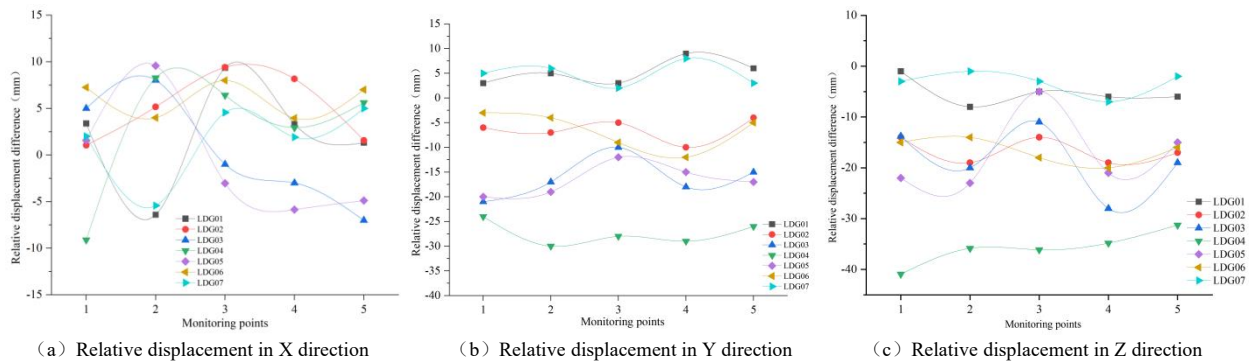 15
10
5
0
-5
-10
-15
Relative displacement difference（mm）
LDG01
LDG02
LDG03
LDG04
LDG05
LDG06
LDG07
1 2 3 4 5
Monitoring points
（a）Relative displacement in X direction
15
10
5
0
-5
-10
-15
-20
-25
-30
-35
-40
Relative displacement difference（mm）
LDG01
LDG02
LDG03
LDG04
LDG05
LDG06
LDG07
1 2 3 4 5
Monitoring points
（b）Relative displacement in Y direction
10
0
-10
-20
-30
-40
Relative displacement difference（mm）
LDG01
LDG02
LDG03
LDG04
LDG05
LDG06
LDG07
1 2 3 4 5
Monitoring points
（c）Relative displacement in Z direction